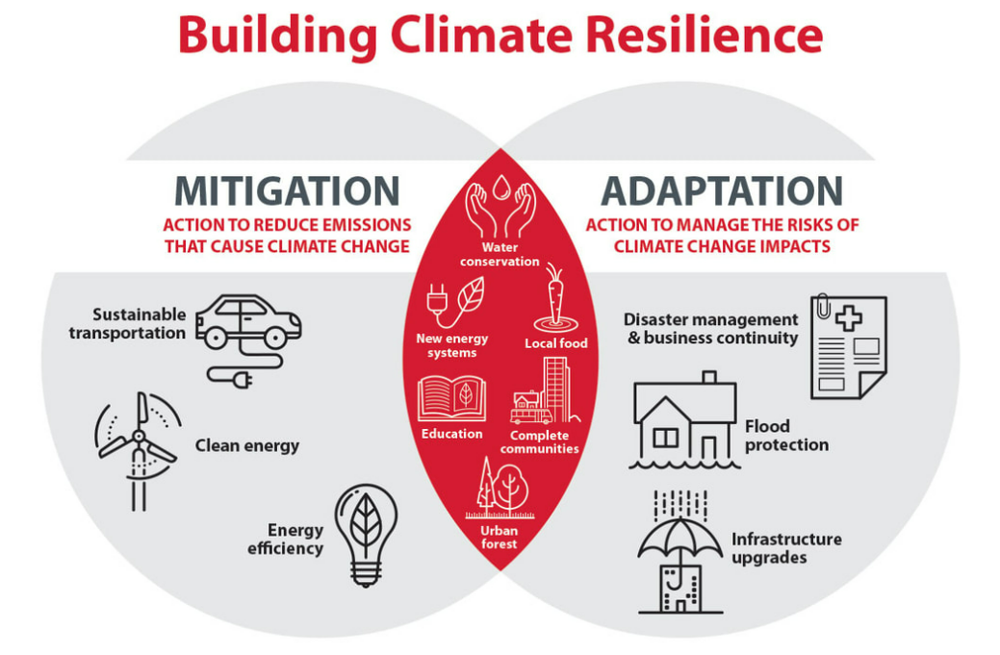 Building Climate Resilience
MITIGATION
ACTION TO REDUCE EMISSIONS
THAT CAUSE CLIMATE CHANGE
Sustainable
transportation
Clean energy
Energy
efficiency
Water
conservation
New energy
systems
Local food
Education
Complete
communities
Urban
forest
ADAPTATION
ACTION TO MANAGE THE RISKS OF
CLIMATE CHANGE IMPACTS
Disaster management
& business continuity
Flood
protection
Infrastructure
upgrades